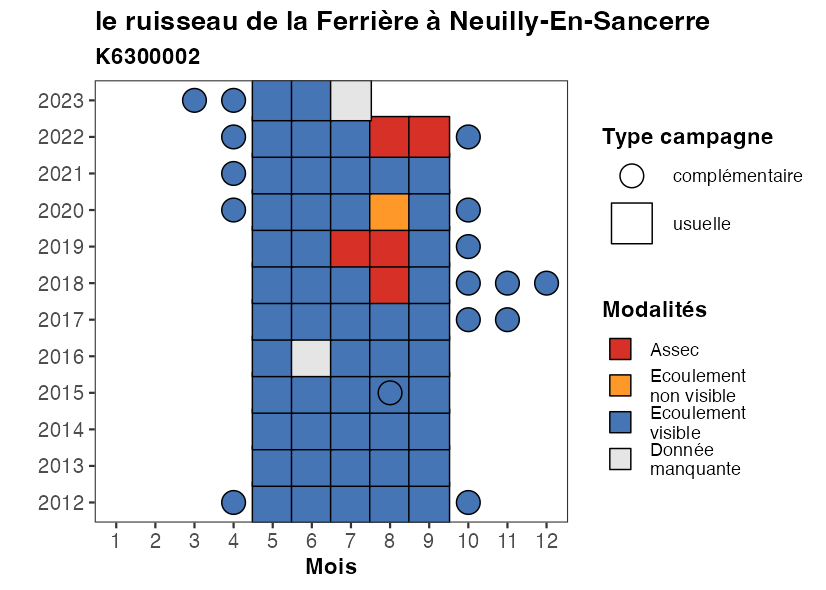 le ruisseau de la Ferrière à Neuilly-En-Sancerre
K6300002
2023
2022
2021
2020
2019
2018
2017
2016
2015
2014
2013
2012
1 2 3 4 5 6 7 8 9 10 11 12
Mois
Type campagne
complémentaire
usuelle
Modalités
Assec
Ecoulement
non visible
Ecoulement
visible
Donnée
manquante